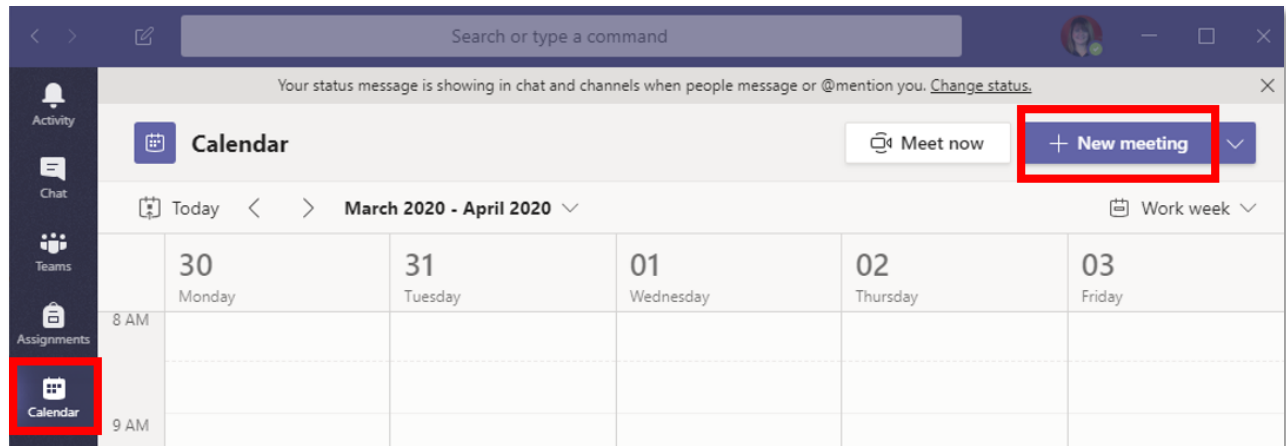 Search or type a command
Your status message is showing in chat and channels when people message or @mention you. Change status.
Activity
Chat
Teams
Assignments
Calendar
Calendar
Meet now
+ New meeting
Today
March 2020 - April 2020
Work week
30
Monday
31
Tuesday
01
Wednesday
02
Thursday
03
Friday
8 AM
9 AM